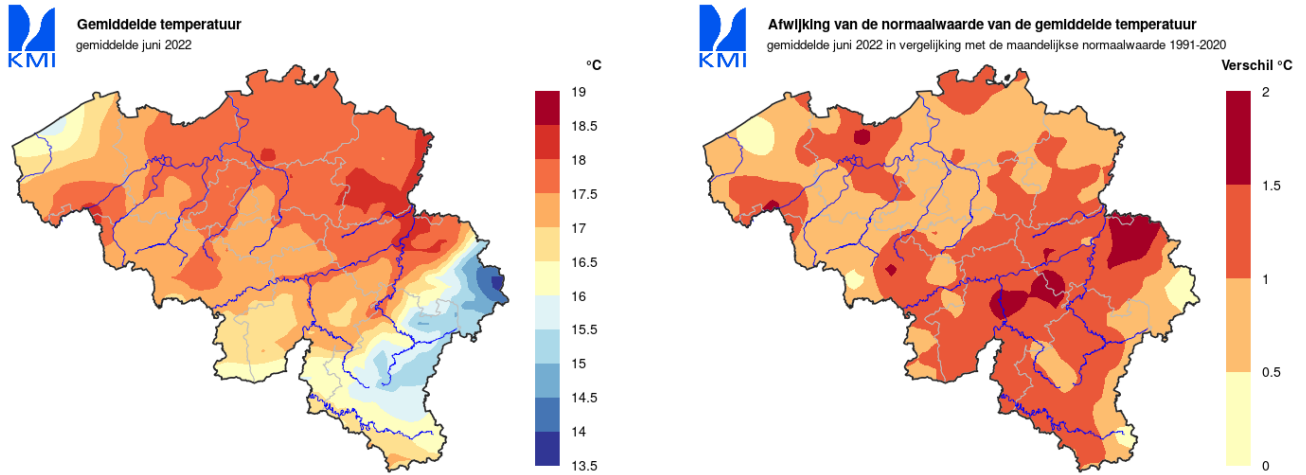 KMI
Gemiddelde temperatuur
gemiddelde juni 2022
°C
19
18.5
18
17.5
17
16.5
16
15.5
15
14.5
14
13.5
KMI
Afwijking van de normaalwaarde van de gemiddelde temperatuur
gemiddelde juni 2022 in vergelijking met de maandelijkse normaalwaarde 1991-2020
Verschil °C
2
1.5
1
0.5
0